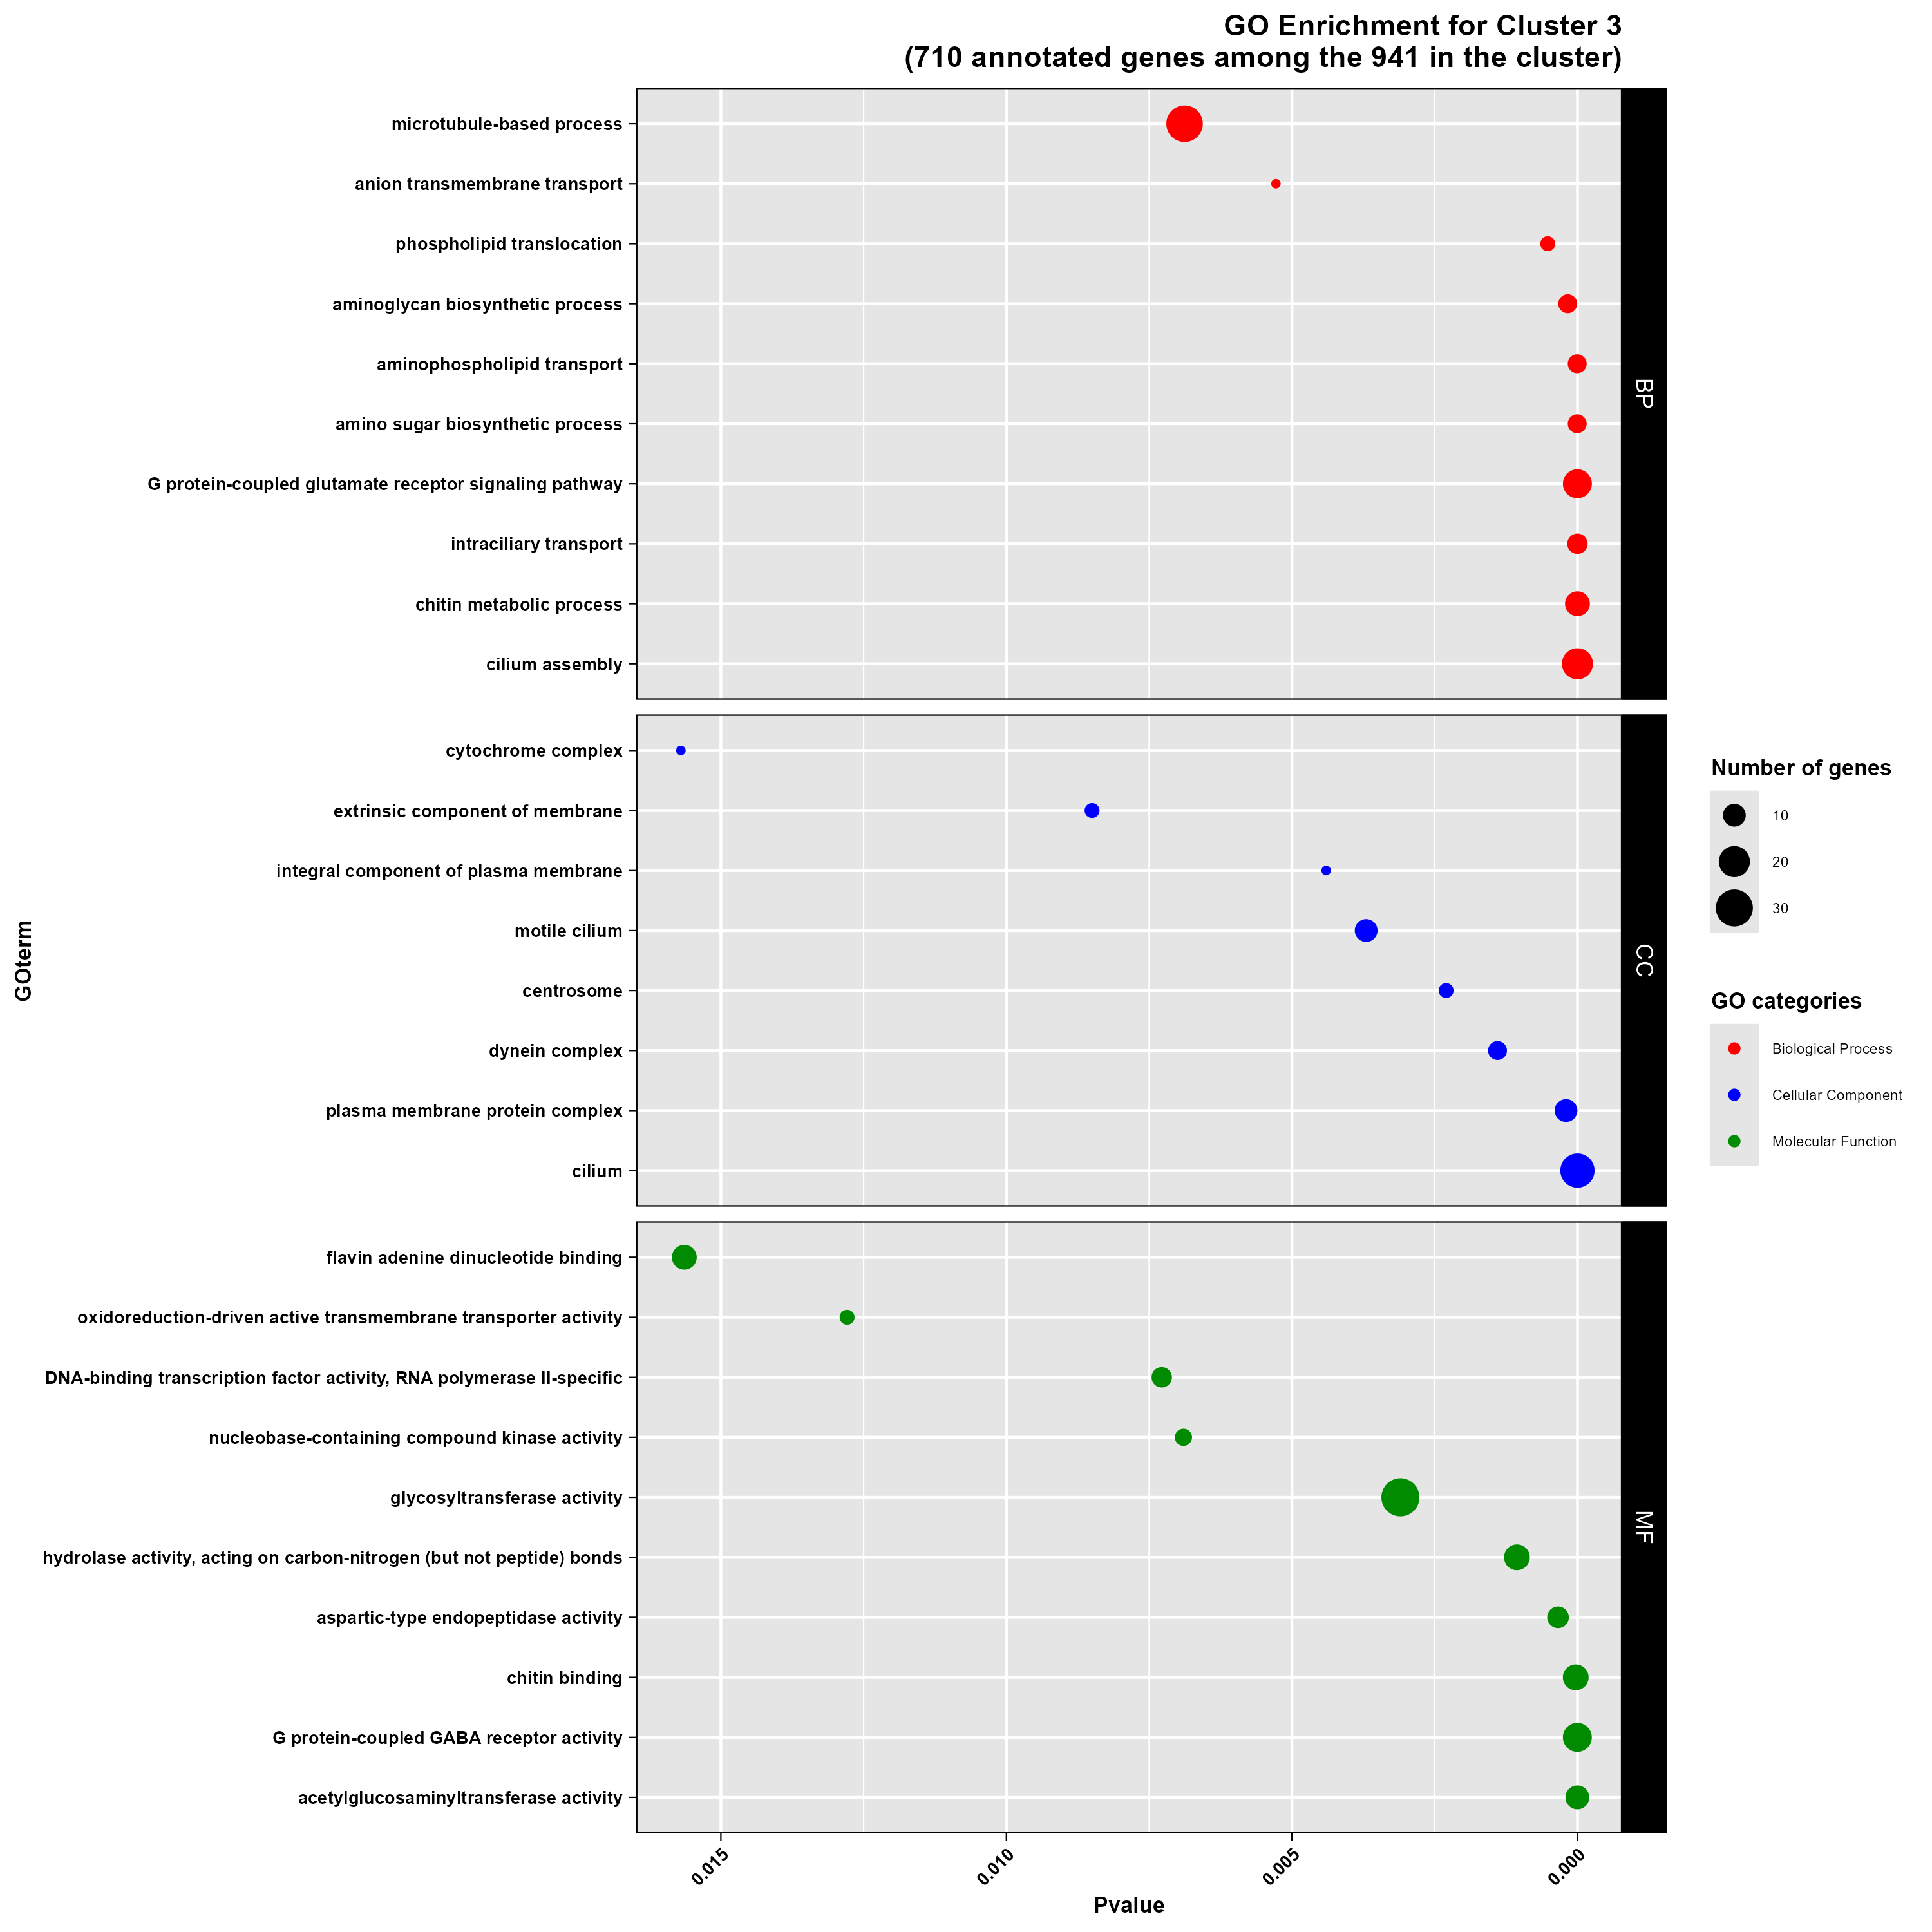 GO Enrichment for Cluster 3
(710 annotated genes among the 941 in the cluster)
GOterm
microtubule-based process
anion transmembrane transport
phospholipid translocation
aminoglycan biosynthetic process
aminophospholipid transport
amino sugar biosynthetic process
G protein-coupled glutamate receptor signaling pathway
intraciliary transport
chitin metabolic process
cilium assembly
BP
cytochrome complex
extrinsic component of membrane
integral component of plasma membrane
motile cilium
centrosome
dynein complex
plasma membrane protein complex
cilium
CC
flavin adenine dinucleotide binding
oxidoreduction-driven active transmembrane transporter activity
DNA-binding transcription factor activity, RNA polymerase II-specific
nucleobase-containing compound kinase activity
glycosyltransferase activity
hydrolase activity, acting on carbon-nitrogen (but not peptide) bonds
aspartic-type endopeptidase activity
chitin binding
G protein-coupled GABA receptor activity
acetylglucosaminyltransferase activity
MF
0.015
0.010
0.005
0.000
Pvalue
Number of genes
10
20
30
GO categories
Biological Process
Cellular Component
Molecular Function